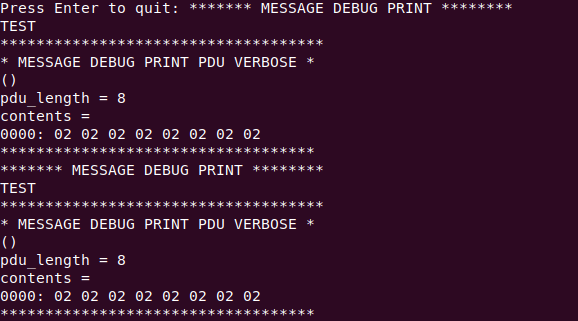 Press Enter to quit: ******* MESSAGE DEBUG PRINT ********
TEST
************************************
* MESSAGE DEBUG PRINT PDU VERBOSE *
()
pdu_length = 8
contents =
0000: 02 02 02 02 02 02 02 02
***********************************
******* MESSAGE DEBUG PRINT ********
TEST
************************************
* MESSAGE DEBUG PRINT PDU VERBOSE *
()
pdu_length = 8
contents =
0000: 02 02 02 02 02 02 02 02
***********************************